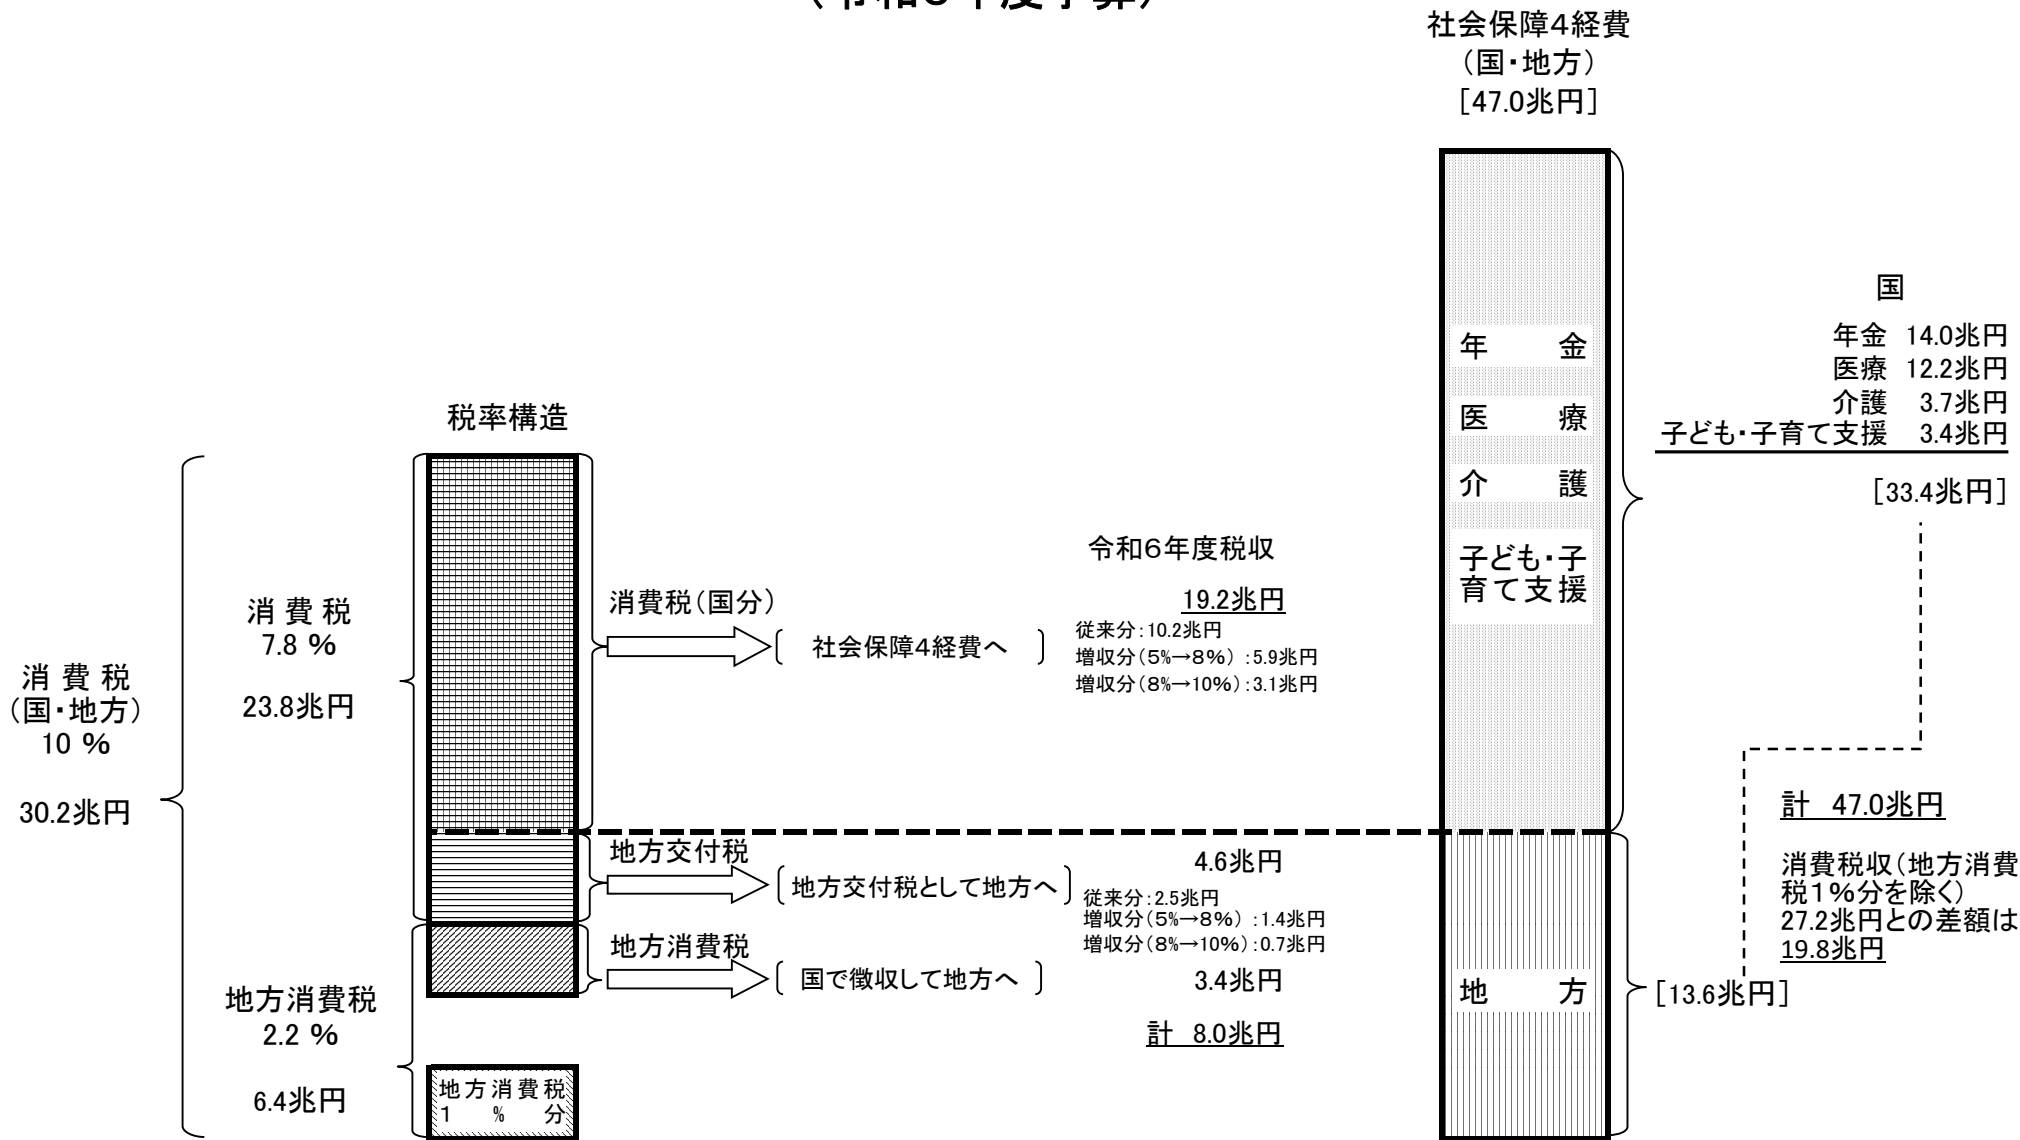 社会保障４経費
（国・地方）
［47.0兆円］
国
年金 14.0兆円
医療 12.2兆円
介護 3.7兆円
子ども・子育て支援 3.4兆円
［33.4兆円］
年 金
医 療
介 護
子ども・子
育て支援
地 方
［13.6兆円］
計 47.0兆円
消費税収（地方消費
税１％分を除く）
27.2兆円との差額は
19.8兆円
税率構造
消 費 税
（国・地方）
10 ％
30.2兆円
消 費 税
7.8 ％
23.8兆円
地方消費税
2.2 ％
6.4兆円
地方消費税
１ ％ 分
令和６年度税収
消費税（国分）
社会保障４経費へ
19.2兆円
従来分：10.2兆円
増収分（５％→８％）：5.9兆円
増収分（８％→10％）：3.1兆円
地方交付税
地方交付税として地方へ
4.6兆円
従来分：2.5兆円
増収分（５％→８％）：1.4兆円
増収分（８％→10％）：0.7兆円
地方消費税
国で徴収して地方へ
3.4兆円
計 8.0兆円